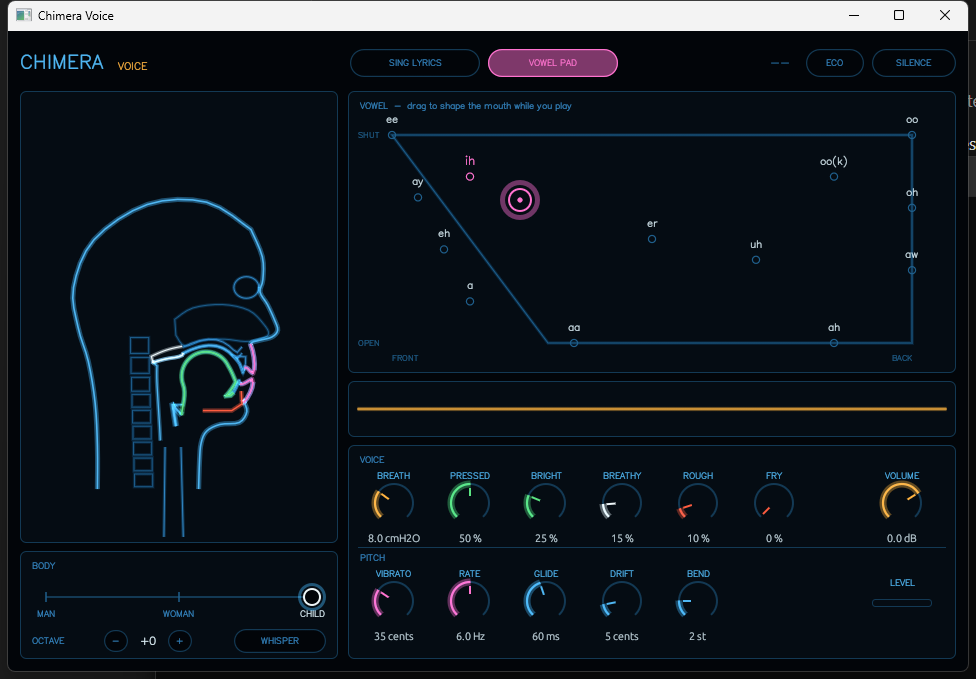 Chimera Voice
CHIMERA VOICE
SING LYRICS
VOWEL PAD
--
ECO
SILENCE
VOWEL — drag to shape the mouth while you play
ee
oo
SHUT
ih
oo(k)
ay
oh
er
eh
uh
aw
a
aa
ah
OPEN
FRONT
BACK
VOICE
BREATH PRESSED BRIGHT BREATHY ROUGH FRY VOLUME
8.0 cmH2O 50 % 25 % 15 % 10 % 0 % 0.0 dB
PITCH
VIBRATO RATE GLIDE DRIFT BEND
LEVEL
35 cents 6.0 Hz 60 ms 5 cents 2 st
BODY
MAN WOMAN CHILD
OCTAVE − +0 + WHISPER